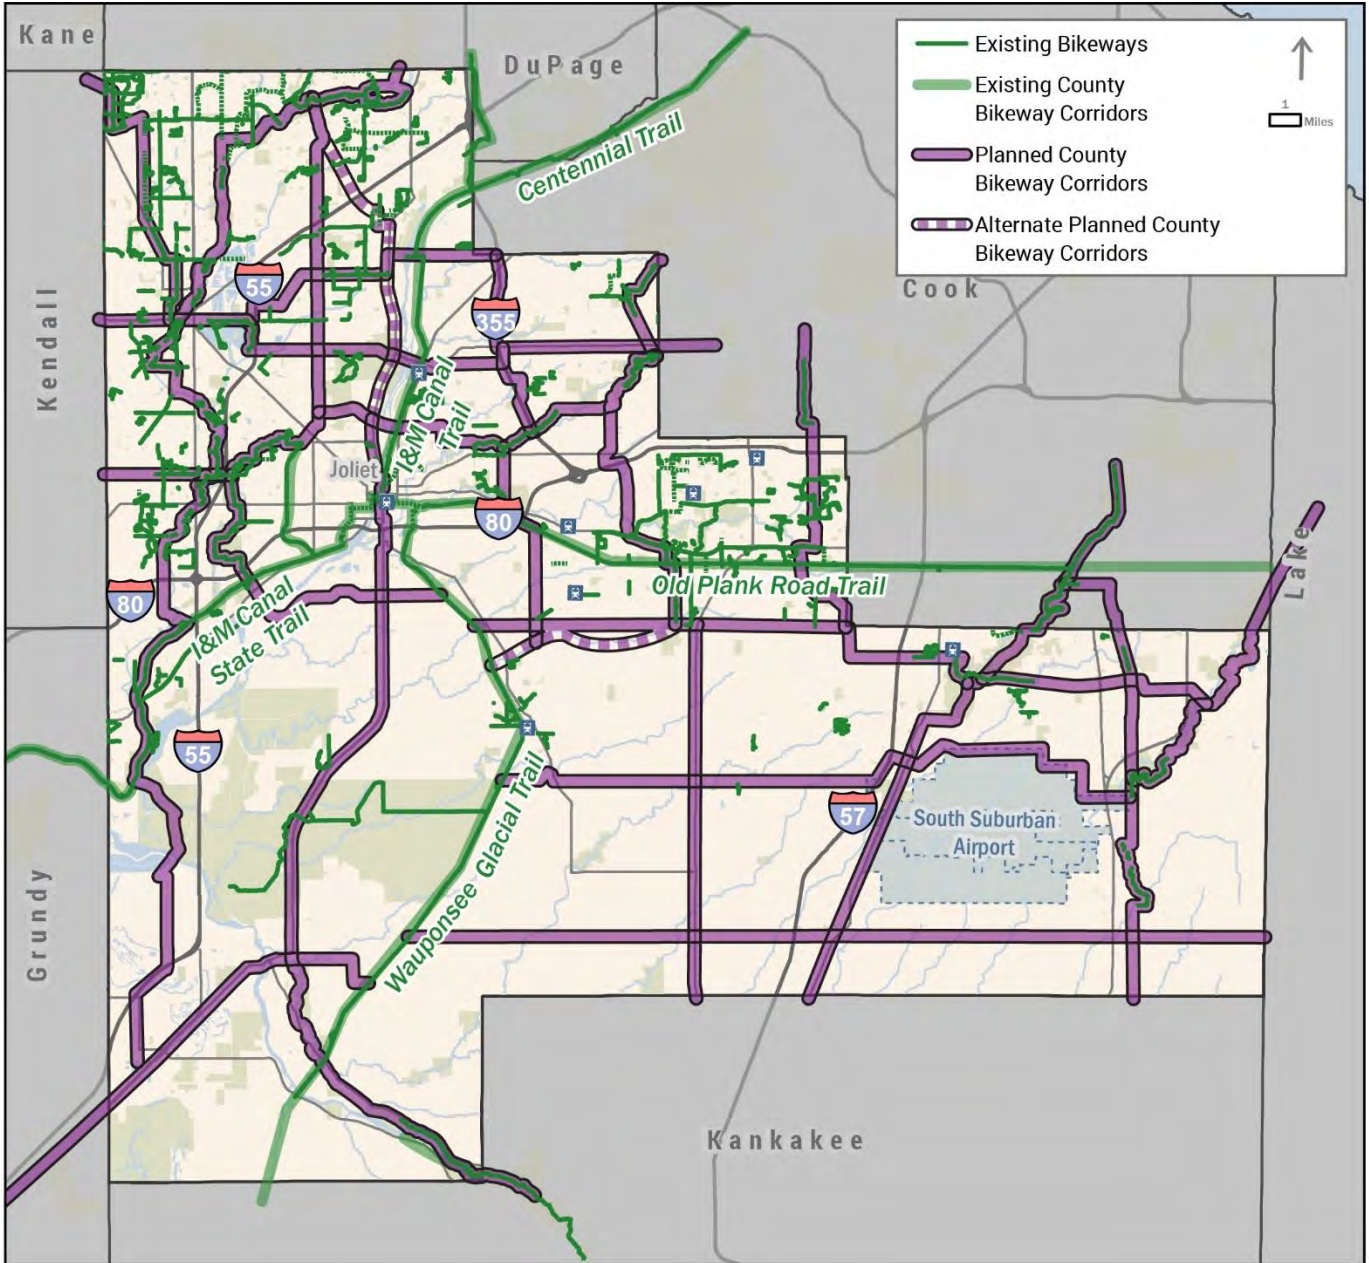 Kane
DuPage
Existing Bikeways
Existing County
Bikeway Corridors
1
Miles
Planned County
Bikeway Corridors
Alternate Planned County
Bikeway Corridors
Centennial Trail
Cook
Kendall
55
355
I&M Canal
Trail
Joliet
80
Old Plank Road Trail
Lake
80
I&M Canal
State Trail
55
57
South Suburban
Airport
Wauponsee Glacial Trail
Grundy
Kankakee